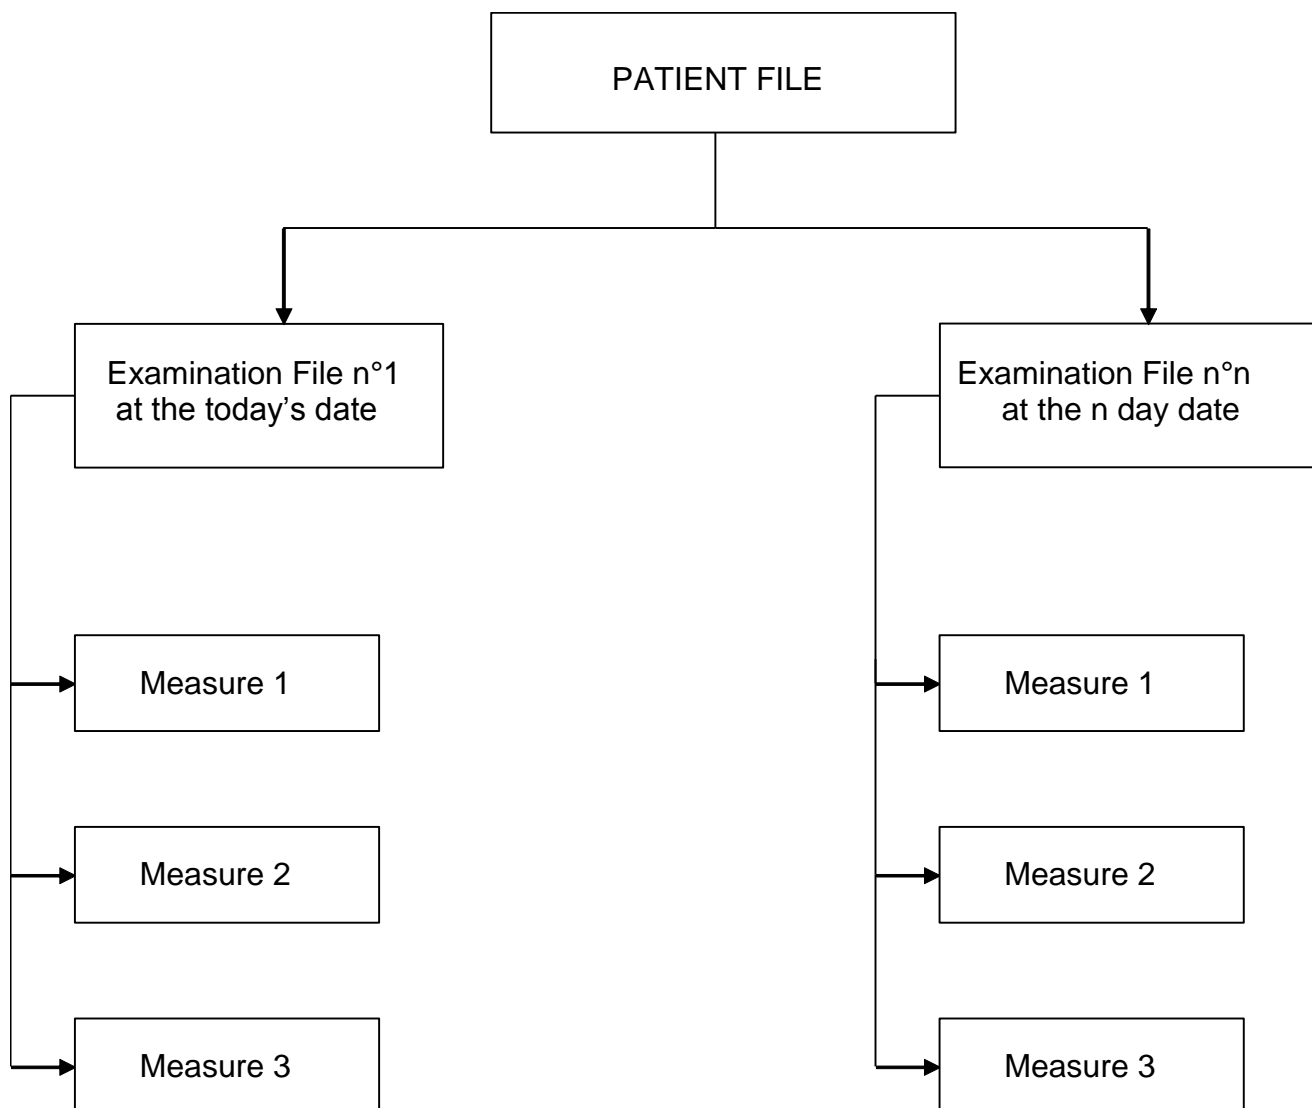 PATIENT FILE
Examination File n°1
at the today's date
Examination File n°n
at the n day date
Measure 1
Measure 1
Measure 2
Measure 2
Measure 3
Measure 3